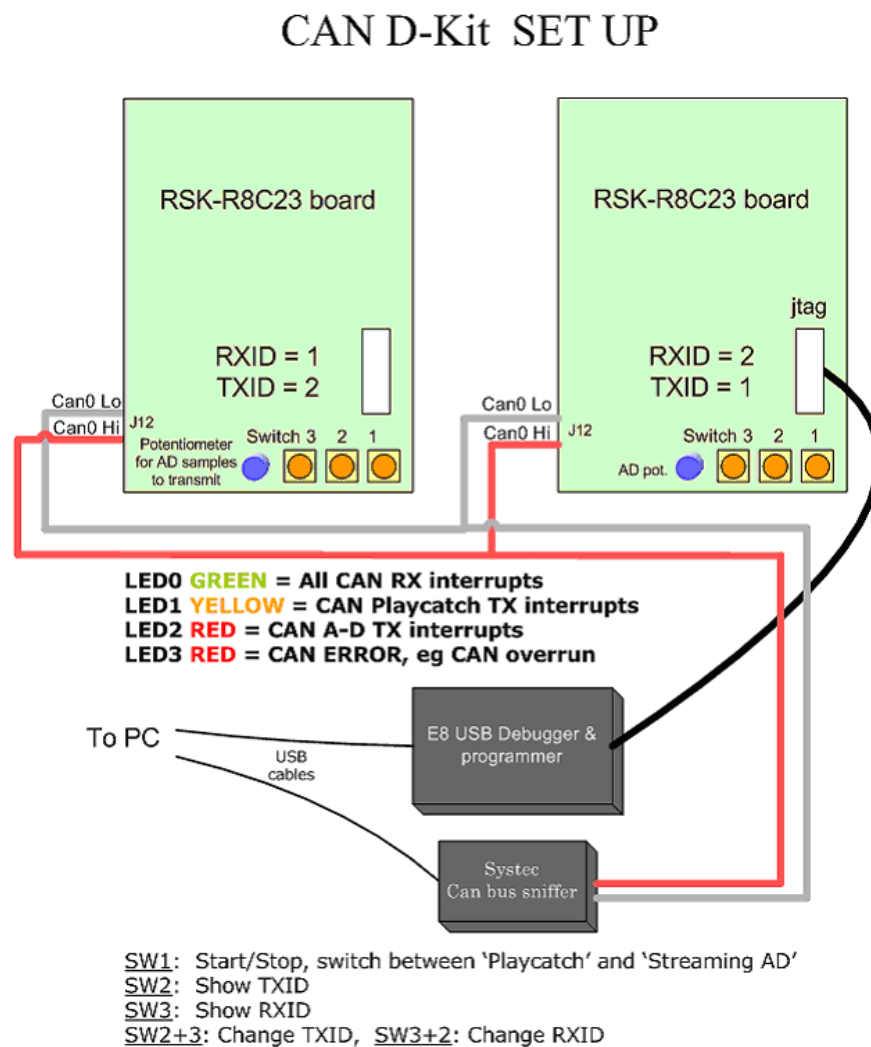 CAN D-Kit  SET UP
RSK-R8C23 board
RXID = 1
TXID = 2
Can0 Lo
Can0 Hi
J12
Potentiometer
for AD samples
to transmit
Switch 3 2 1
RSK-R8C23 board
jtag
RXID = 2
TXID = 1
Can0 Lo
Can0 Hi
J12
AD pot.
Switch 3 2 1
LED0 GREEN = All CAN RX interrupts
LED1 YELLOW = CAN Playcatch TX interrupts
LED2 RED = CAN A-D TX interrupts
LED3 RED = CAN ERROR, eg CAN overrun
To PC
USB
cables
E8 USB Debugger &
programmer
Systec
Can bus sniffer
SW1: Start/Stop, switch between ‘Playcatch’ and ‘Streaming AD’
SW2: Show TXID
SW3: Show RXID
SW2+3: Change TXID, SW3+2: Change RXID